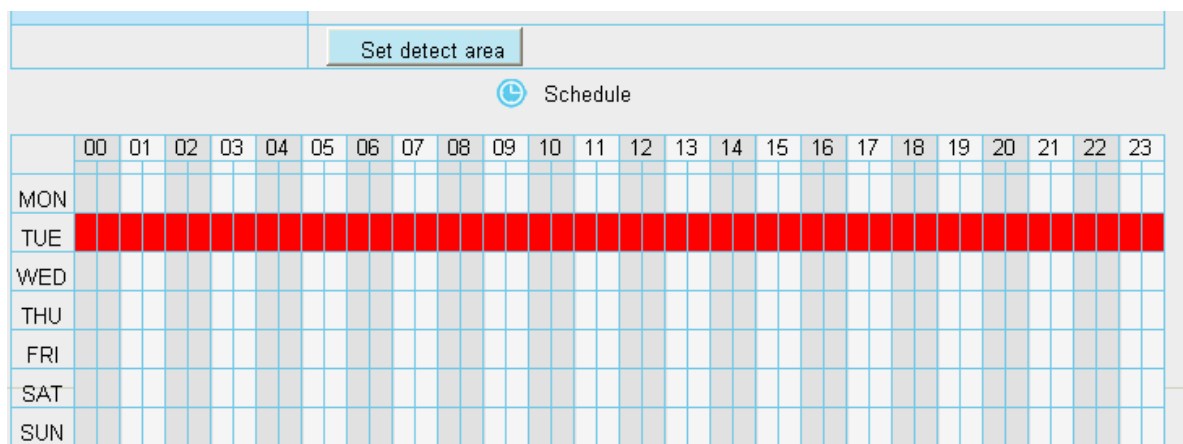 Set detect area
Schedule
00 01 02 03 04 05 06 07 08 09 10 11 12 13 14 15 16 17 18 19 20 21 22 23
MON
TUE
WED
THU
FRI
SAT
SUN